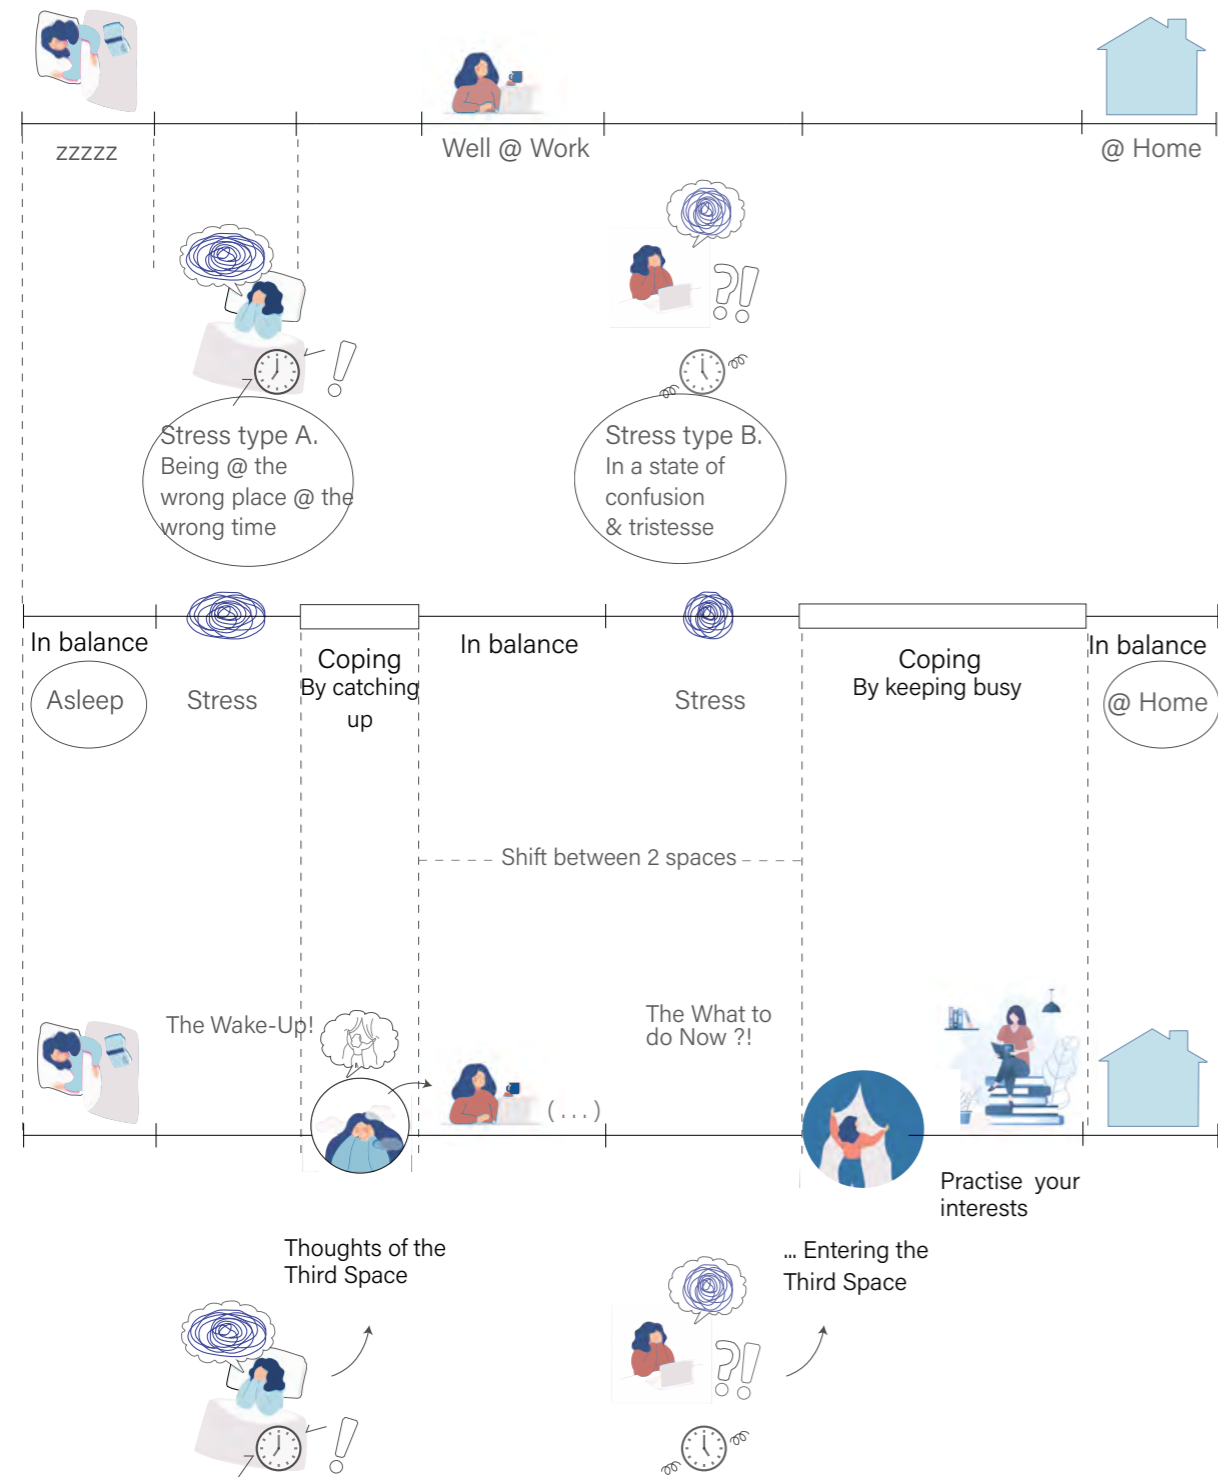 zzzzz
Well @ Work
@ Home
Stress type A.
Being @ the
wrong place @ the
wrong time
?!
!
Stress type B.
In a state of
confusion
& tristesse
In balance
Asleep
Stress
Coping
By catching
up
In balance
Stress
Coping
By keeping busy
In balance
@ Home
Shift between 2 spaces
The Wake-Up!
The What to
do Now ?!
(...)
Practise your
interests
Thoughts of the
Third Space
... Entering the
Third Space
?!
!